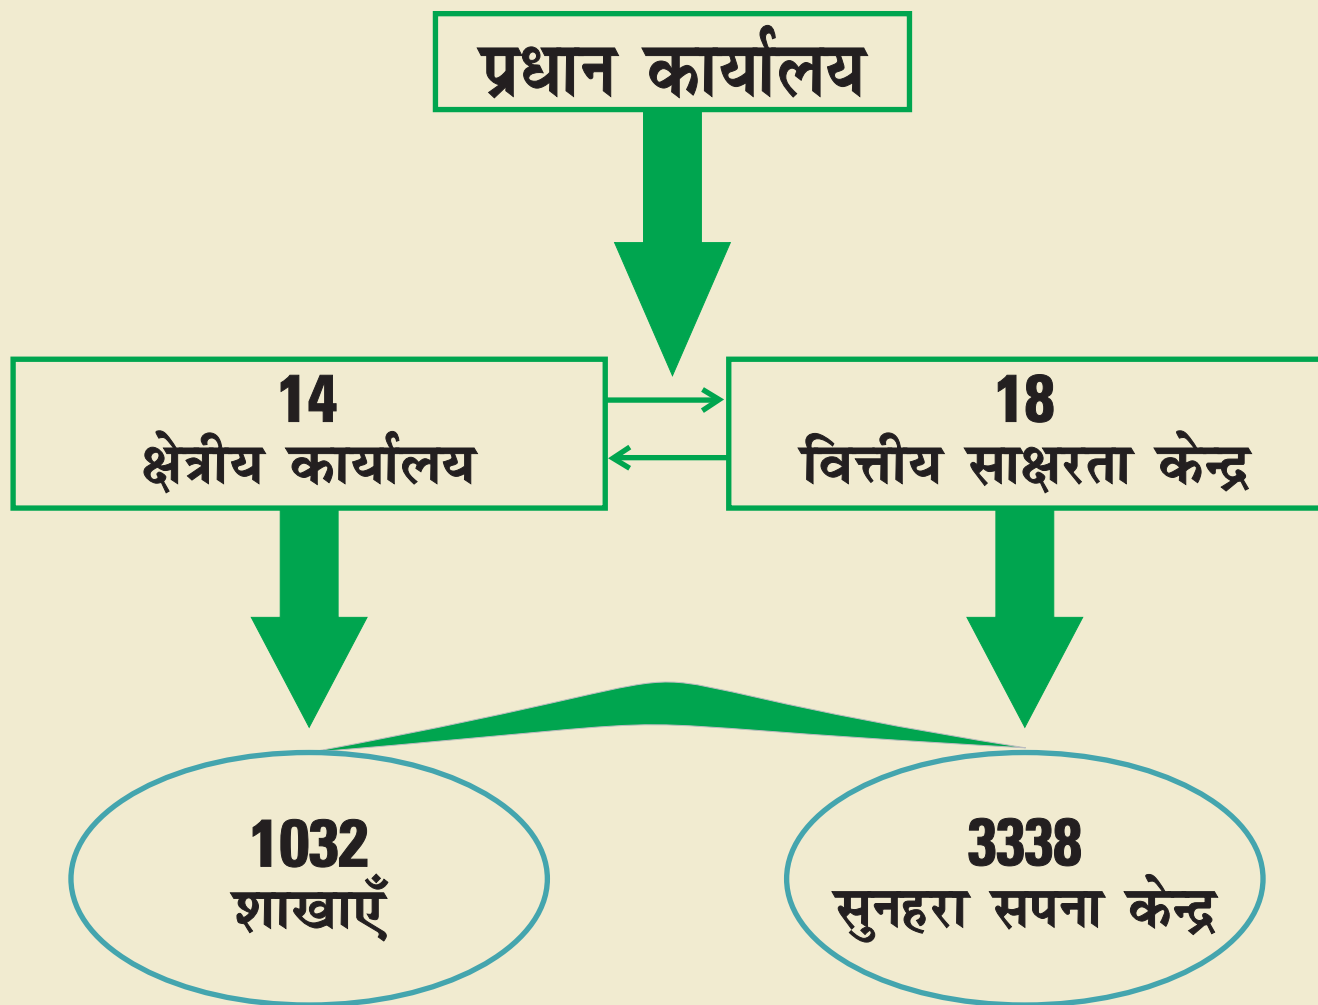 प्रधान कार्यालय
14
क्षेत्रीय कार्यालय
18
वित्तीय साक्षरता केन्द्र
1032
शाखाएँ
3338
सुनहरा सपना केन्द्र